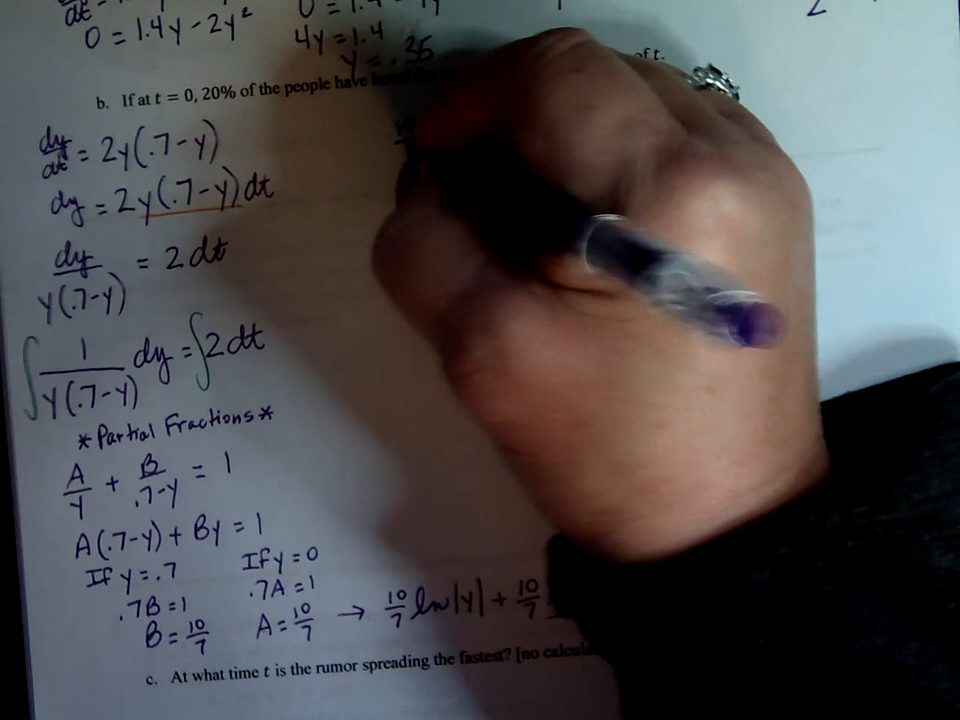 0 = 1.4y - 2y²
4y = 1.4
y = .35
of t.
b. If at t = 0, 20% of the people have
dy/dt = 2y(.7-y)
dy = 2y(.7-y)dt
dy/y(.7-y) = 2dt
∫ 1/y(.7-y) dy = ∫2dt
*Partial Fractions*
A/y + B/.7-y = 1
A(.7-y) + By = 1
If y = .7
.7B = 1
B = 10/7
If y = 0
.7A = 1
A = 10/7 → 10/7 ln|y| + 10/7
c. At what time t is the rumor spreading the fastest? [no